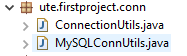 ute.firstproject.conn
ConnectionUtils.java
MySQLConnUtils.java